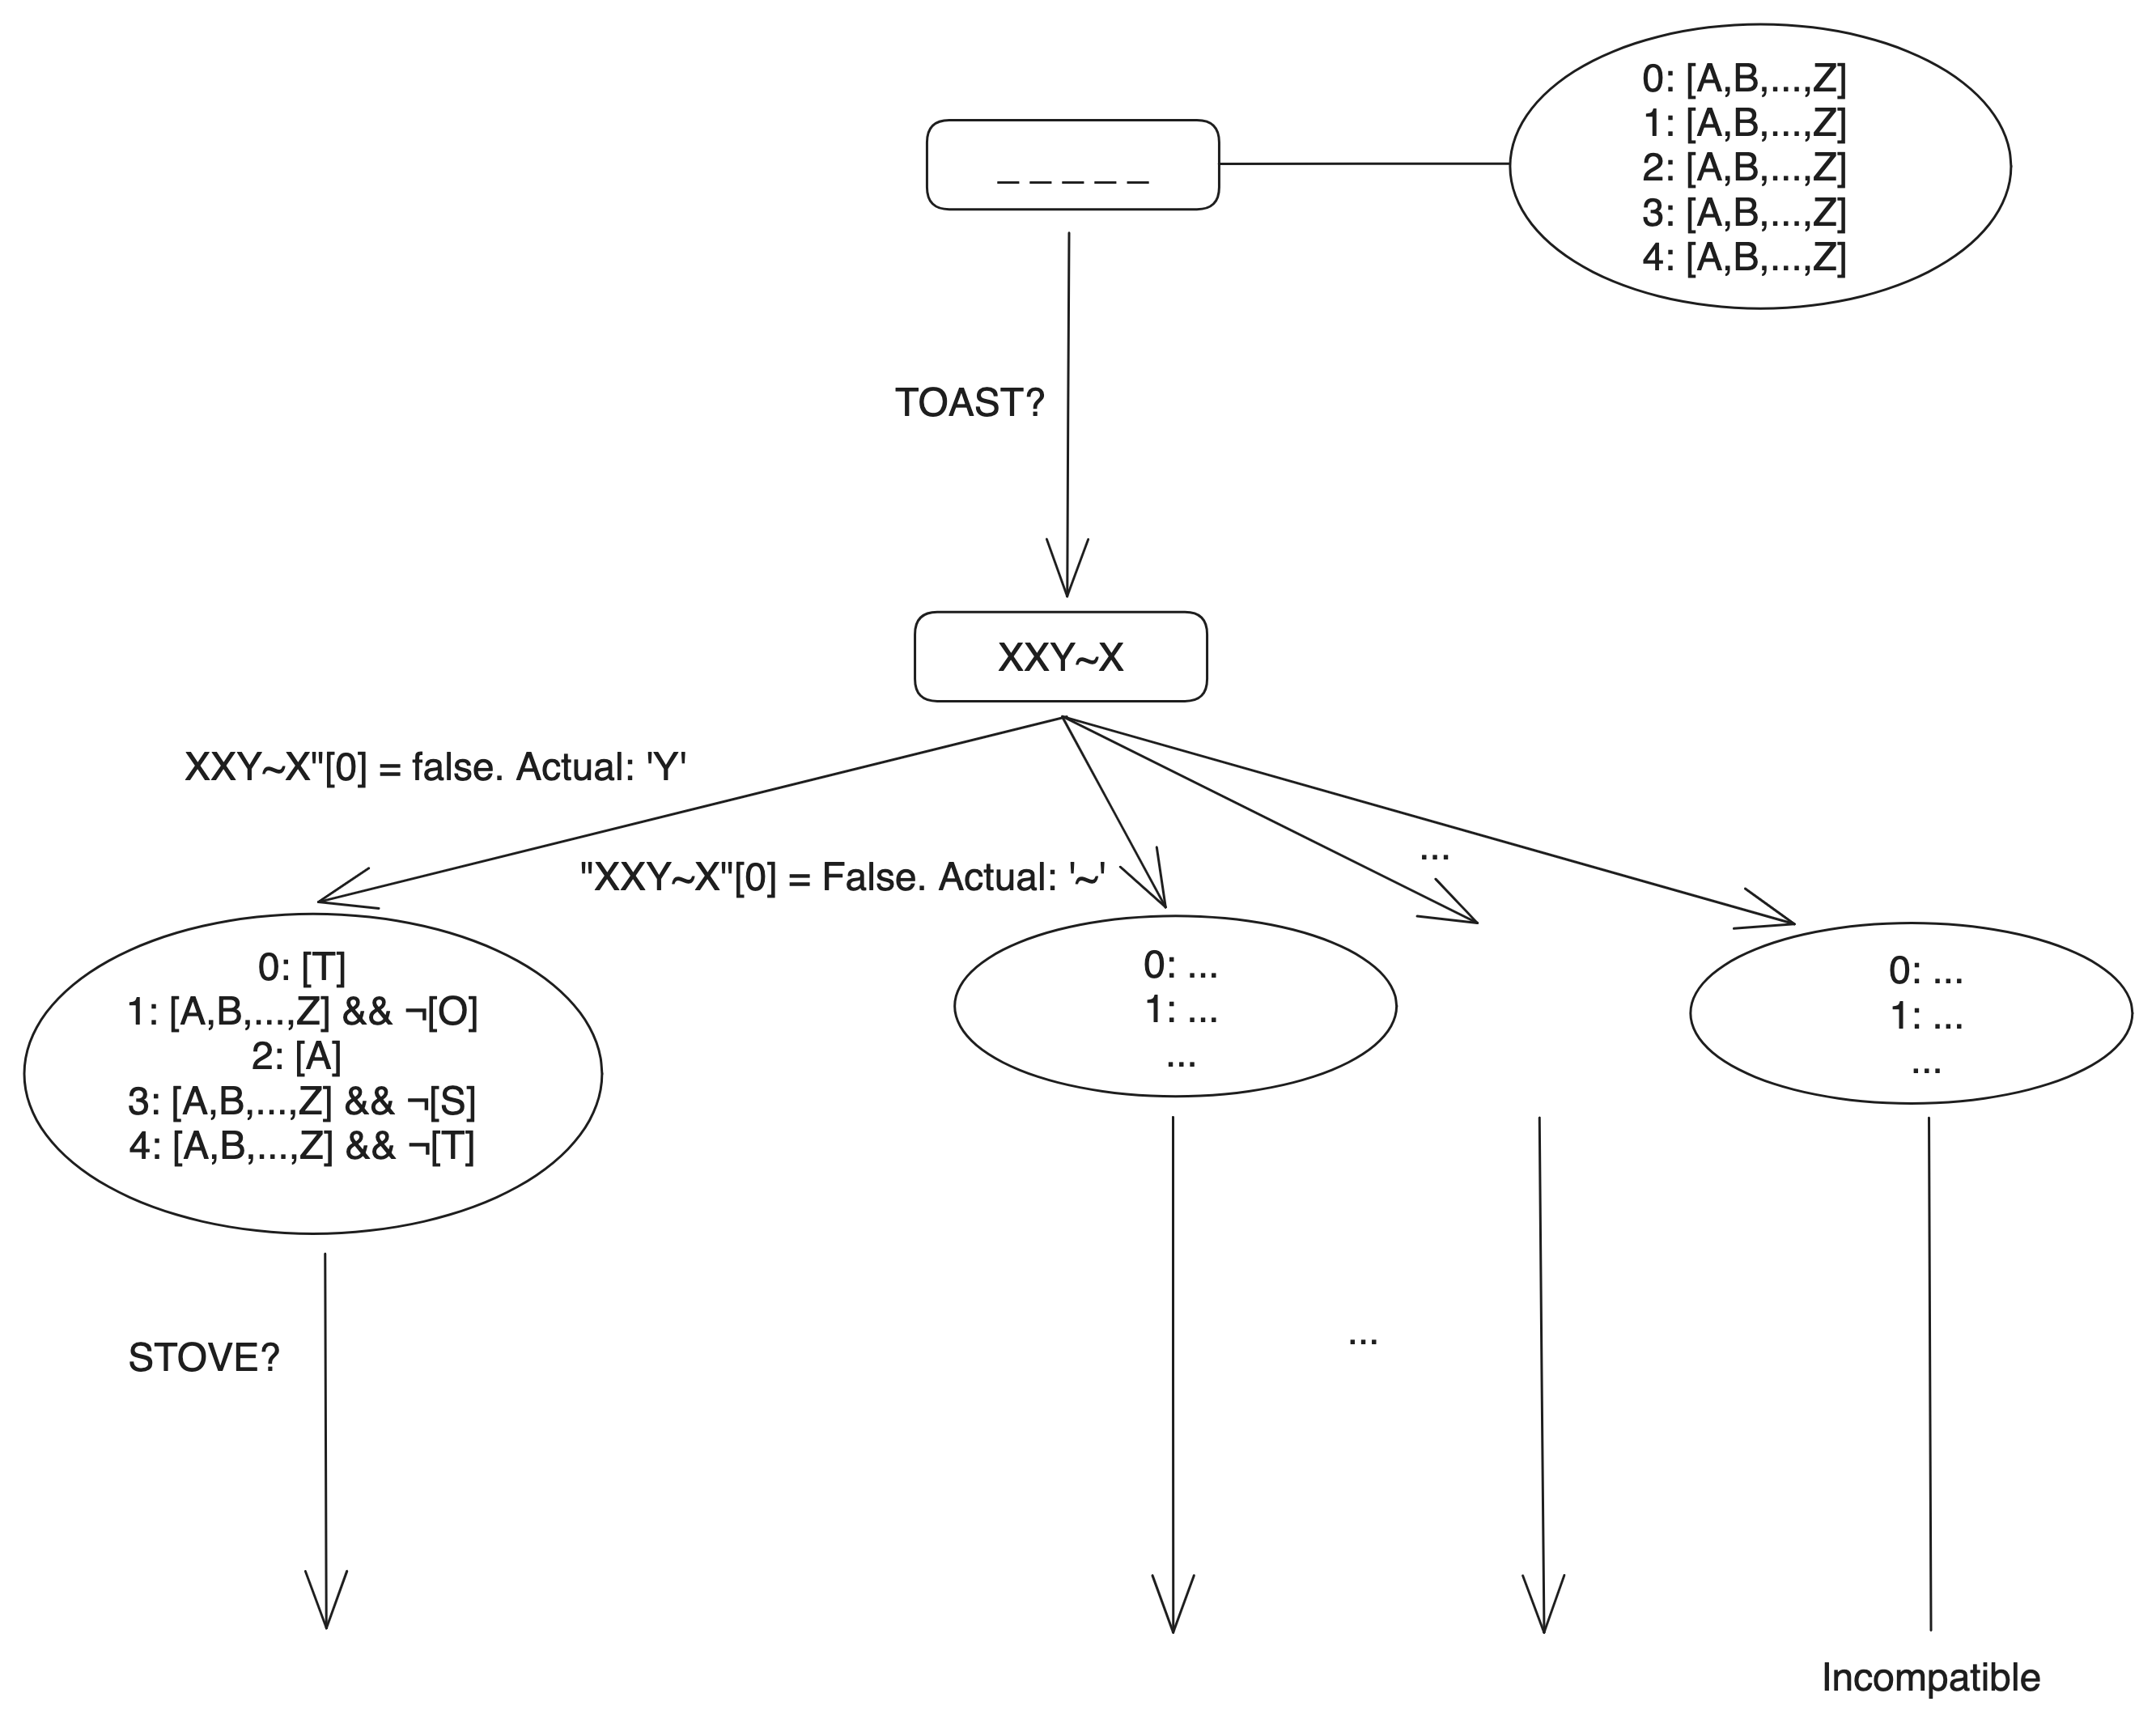 0: [A,B,...,Z]
1: [A,B,...,Z]
2: [A,B,...,Z]
3: [A,B,...,Z]
4: [A,B,...,Z]
_ _ _ _ _
TOAST?
XXY~X
XXY~X"[0] = false. Actual: 'Y'
"XXY~X"[0] = False. Actual: '~'
...
0: [T]
1: [A,B,...,Z] && ¬[O]
2: [A]
3: [A,B,...,Z] && ¬[S]
4: [A,B,...,Z] && ¬[T]
0: ...
1: ...
...
0: ...
1: ...
...
STOVE?
...
Incompatible